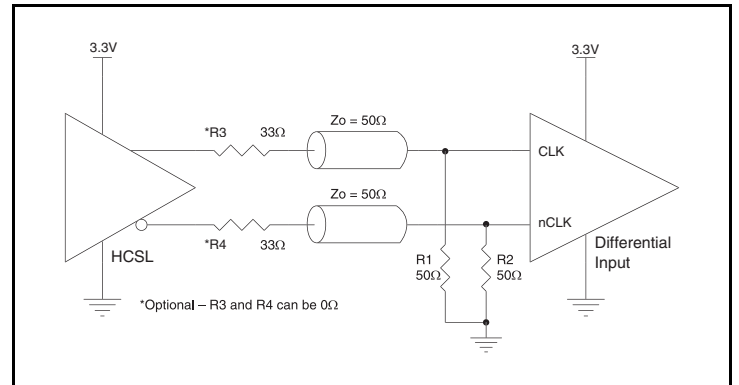 3.3V
3.3V
*R3 33Ω
Zo = 50Ω
CLK
Zo = 50Ω
nCLK
*R4 33Ω
HCSL
R1
50Ω
R2
50Ω
Differential
Input
*Optional – R3 and R4 can be 0Ω